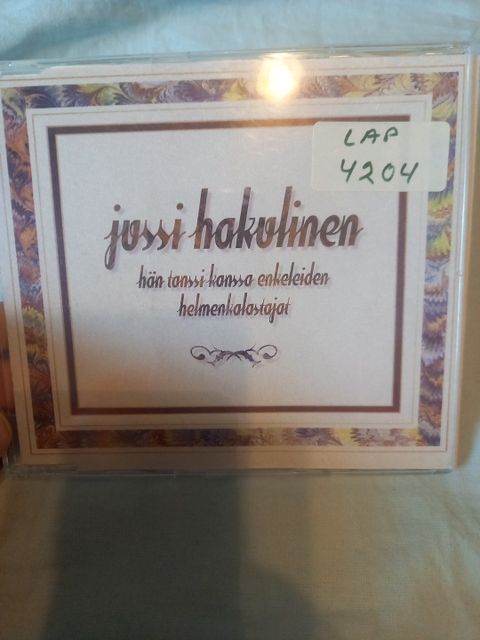 LAP
4204
jussi hakulinen
hän tanssi kanssa enkeleiden
helmenkalastajat